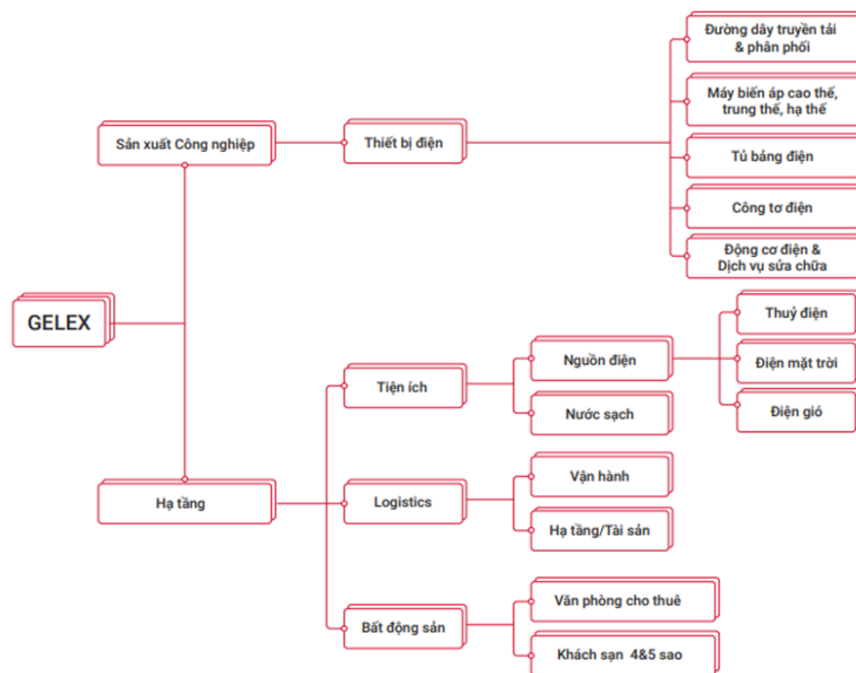 GELEX
Sản xuất Công nghiệp
Thiết bị điện
Đường dây truyền tải
& phân phối
Máy biến áp cao thế,
trung thế, hạ thế
Tủ bảng điện
Công tơ điện
Động cơ điện &
Dịch vụ sửa chữa
Hạ tầng
Tiện ích
Nguồn điện
Thuỷ điện
Điện mặt trời
Điện gió
Nước sạch
Logistics
Vận hành
Hạ tầng/Tài sản
Bất động sản
Văn phòng cho thuê
Khách sạn 4&5 sao